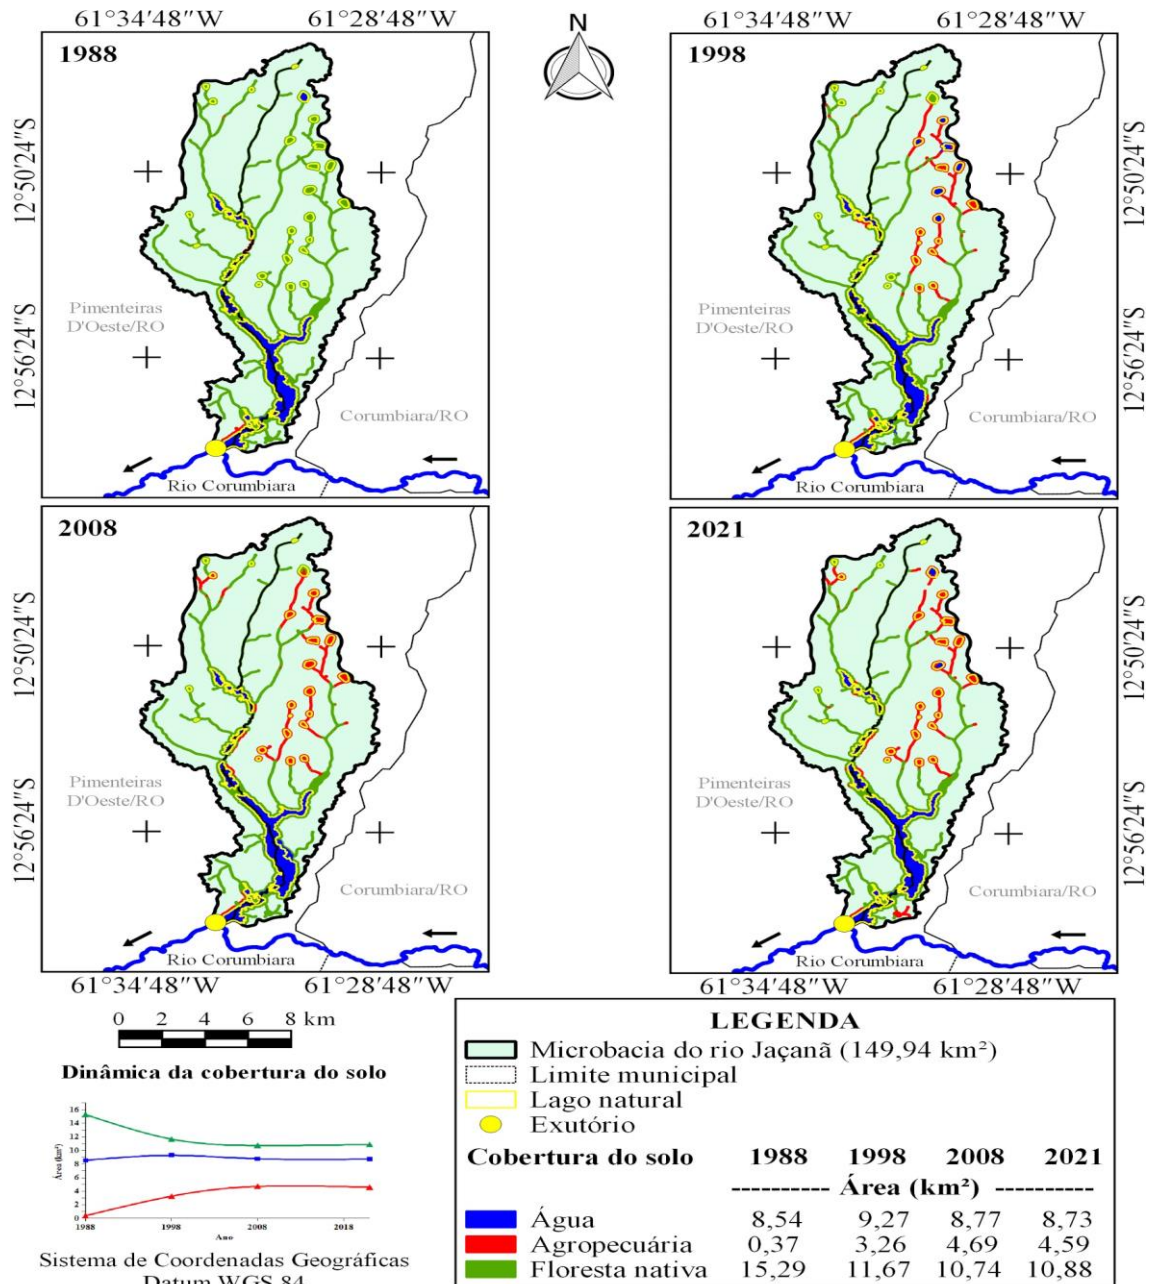 61°34′48″W 61°28′48″W N 61°34′48″W 61°28′48″W
1988
1998
12°50′24″S
12°50′24″S
Pimenteiras
D'Oeste/RO
Pimenteiras
D'Oeste/RO
12°56′24″S
12°56′24″S
Corumbiara/RO
Corumbiara/RO
Rio Corumbiara
Rio Corumbiara
2008
2021
12°50′24″S
12°50′24″S
Pimenteiras
D'Oeste/RO
Pimenteiras
D'Oeste/RO
12°56′24″S
12°56′24″S
Corumbiara/RO
Corumbiara/RO
Rio Corumbiara
Rio Corumbiara
61°34′48″W 61°28′48″W 61°34′48″W 61°28′48″W
0 2 4 6 8 km
Dinâmica da cobertura do solo
16
14
12
10
8
6
4
2
0
Área (km²)
1988 1998 2008 2018
Ano
Sistema de Coordenadas Geográficas
Datum WGS 84
LEGENDA
Microbacia do rio Jaçanã (149,94 km²)
Limite municipal
Lago natural
Exutório
Cobertura do solo 1988 1998 2008 2021
---------- Área (km²) ----------
Água 8,54 9,27 8,77 8,73
Agropecuária 0,37 3,26 4,69 4,59
Floresta nativa 15,29 11,67 10,74 10,88